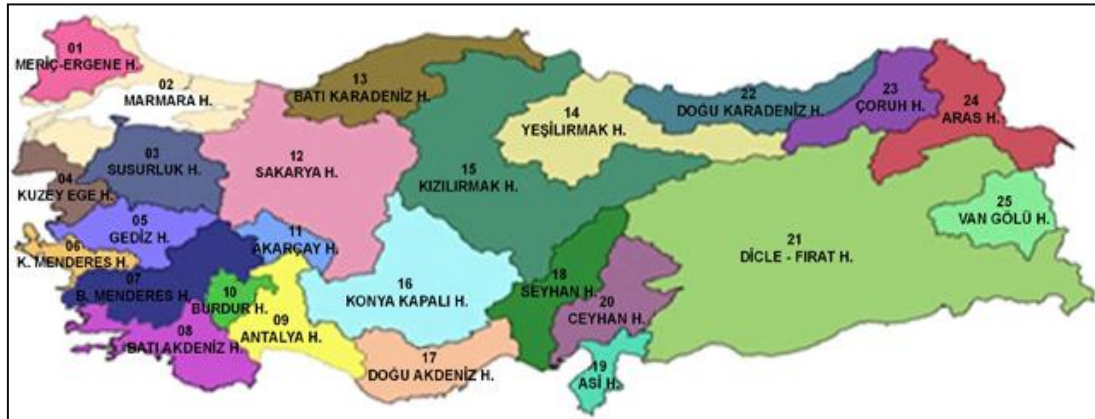 01
MERİÇ-ERGENE H.
02
MARMARA H.
03
SUSURLUK H.
04
KUZEY EGE H.
05
GEDİZ H.
06
K. MENDERES H.
07
B. MENDERES H.
08
BATI AKDENİZ H.
09
ANTALYA H.
10
BURDUR H.
11
AKARÇAY H.
12
SAKARYA H.
13
BATI KARADENİZ H.
14
YEŞİLIRMAK H.
15
KIZILIRMAK H.
16
KONYA KAPALI H.
17
DOĞU AKDENİZ H.
18
SEYHAN H.
19
ASİ H.
20
CEYHAN H.
21
DİCLE - FIRAT H.
22
DOĞU KARADENİZ H.
23
ÇORUH H.
24
ARAS H.
25
VAN GÖLÜ H.